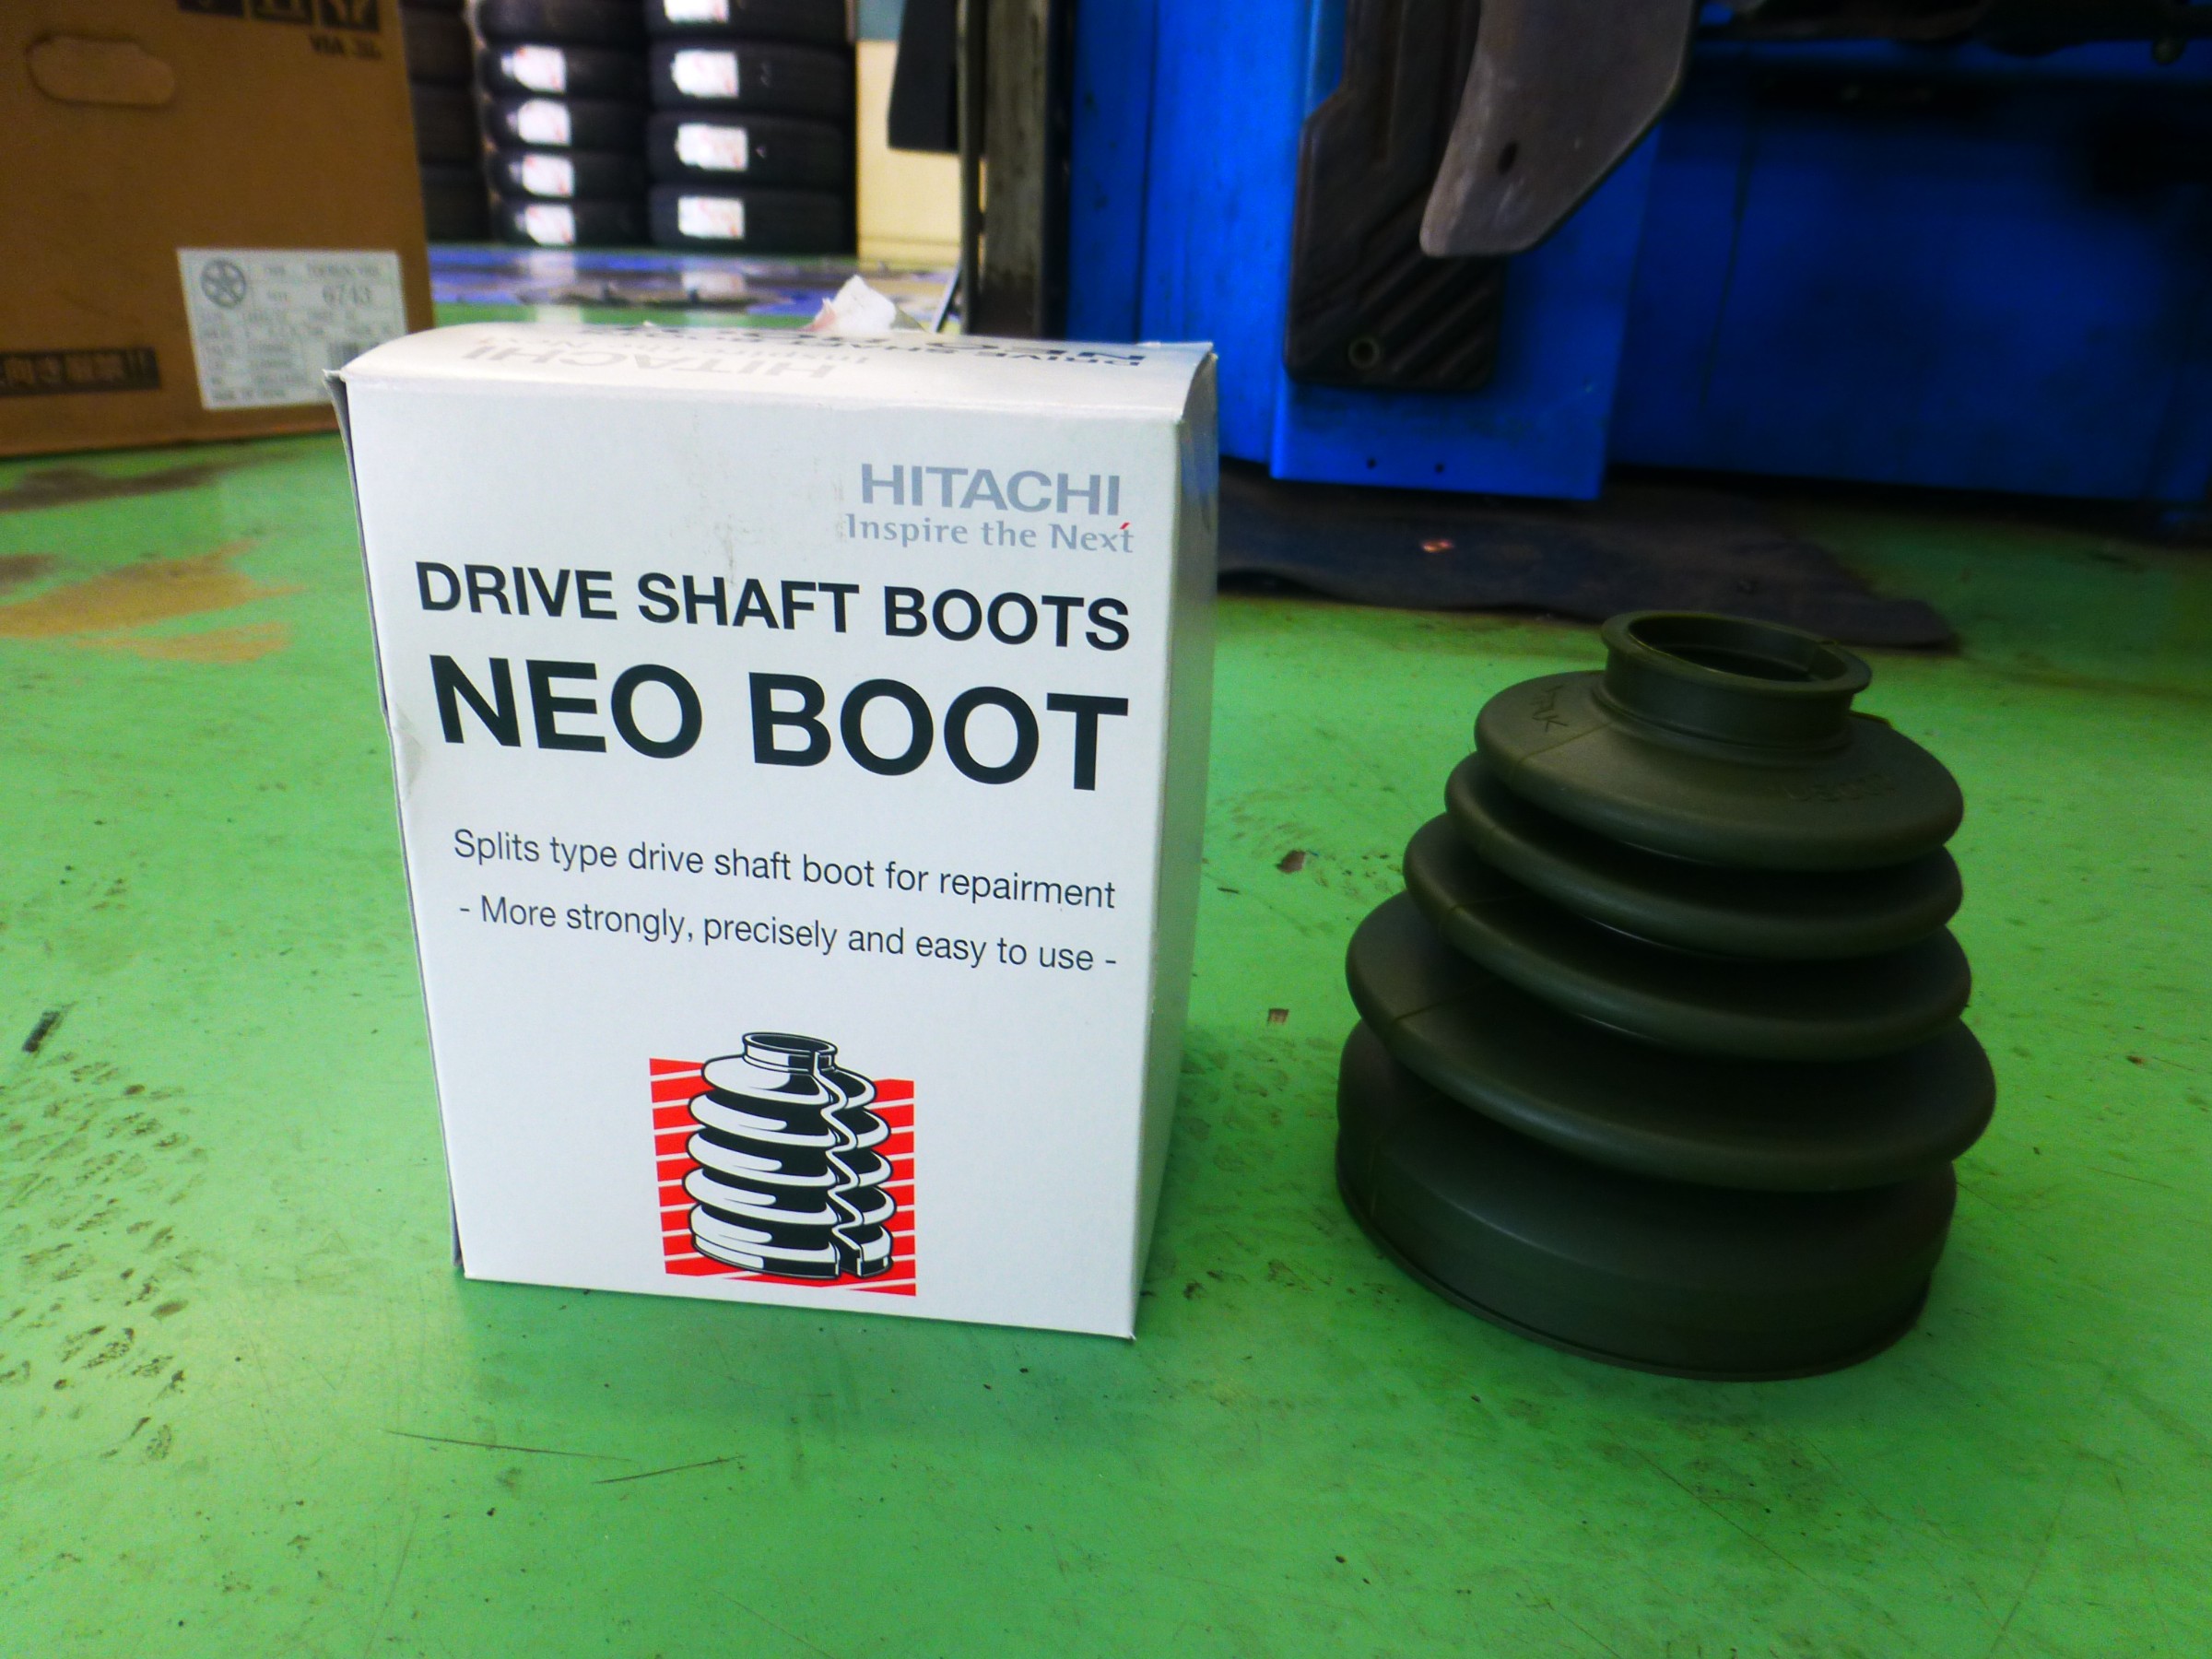 6743
HITACHI
Inspire the Next
DRIVE SHAFT BOOTS
NEO BOOT
Splits type drive shaft boot for repairment
- More strongly, precisely and easy to use -